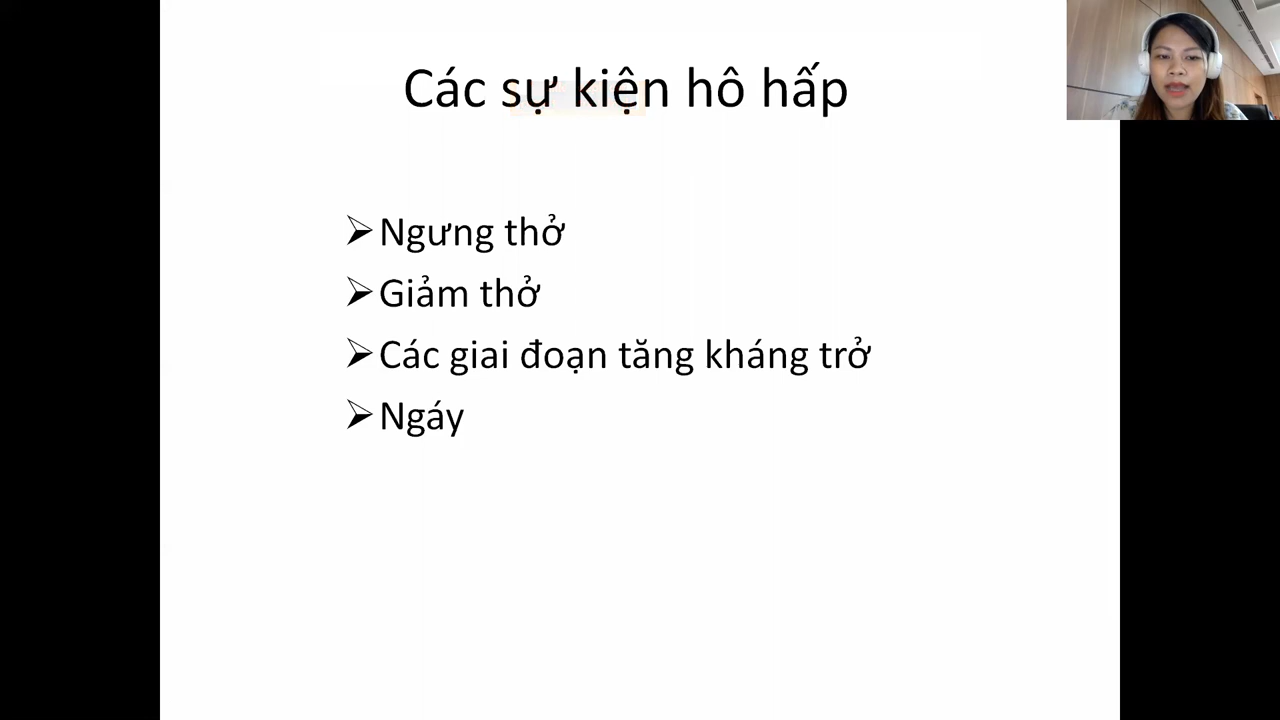 Các sự kiện hô hấp
Ngưng thở
Giảm thở
Các giai đoạn tăng kháng trở
Ngáy